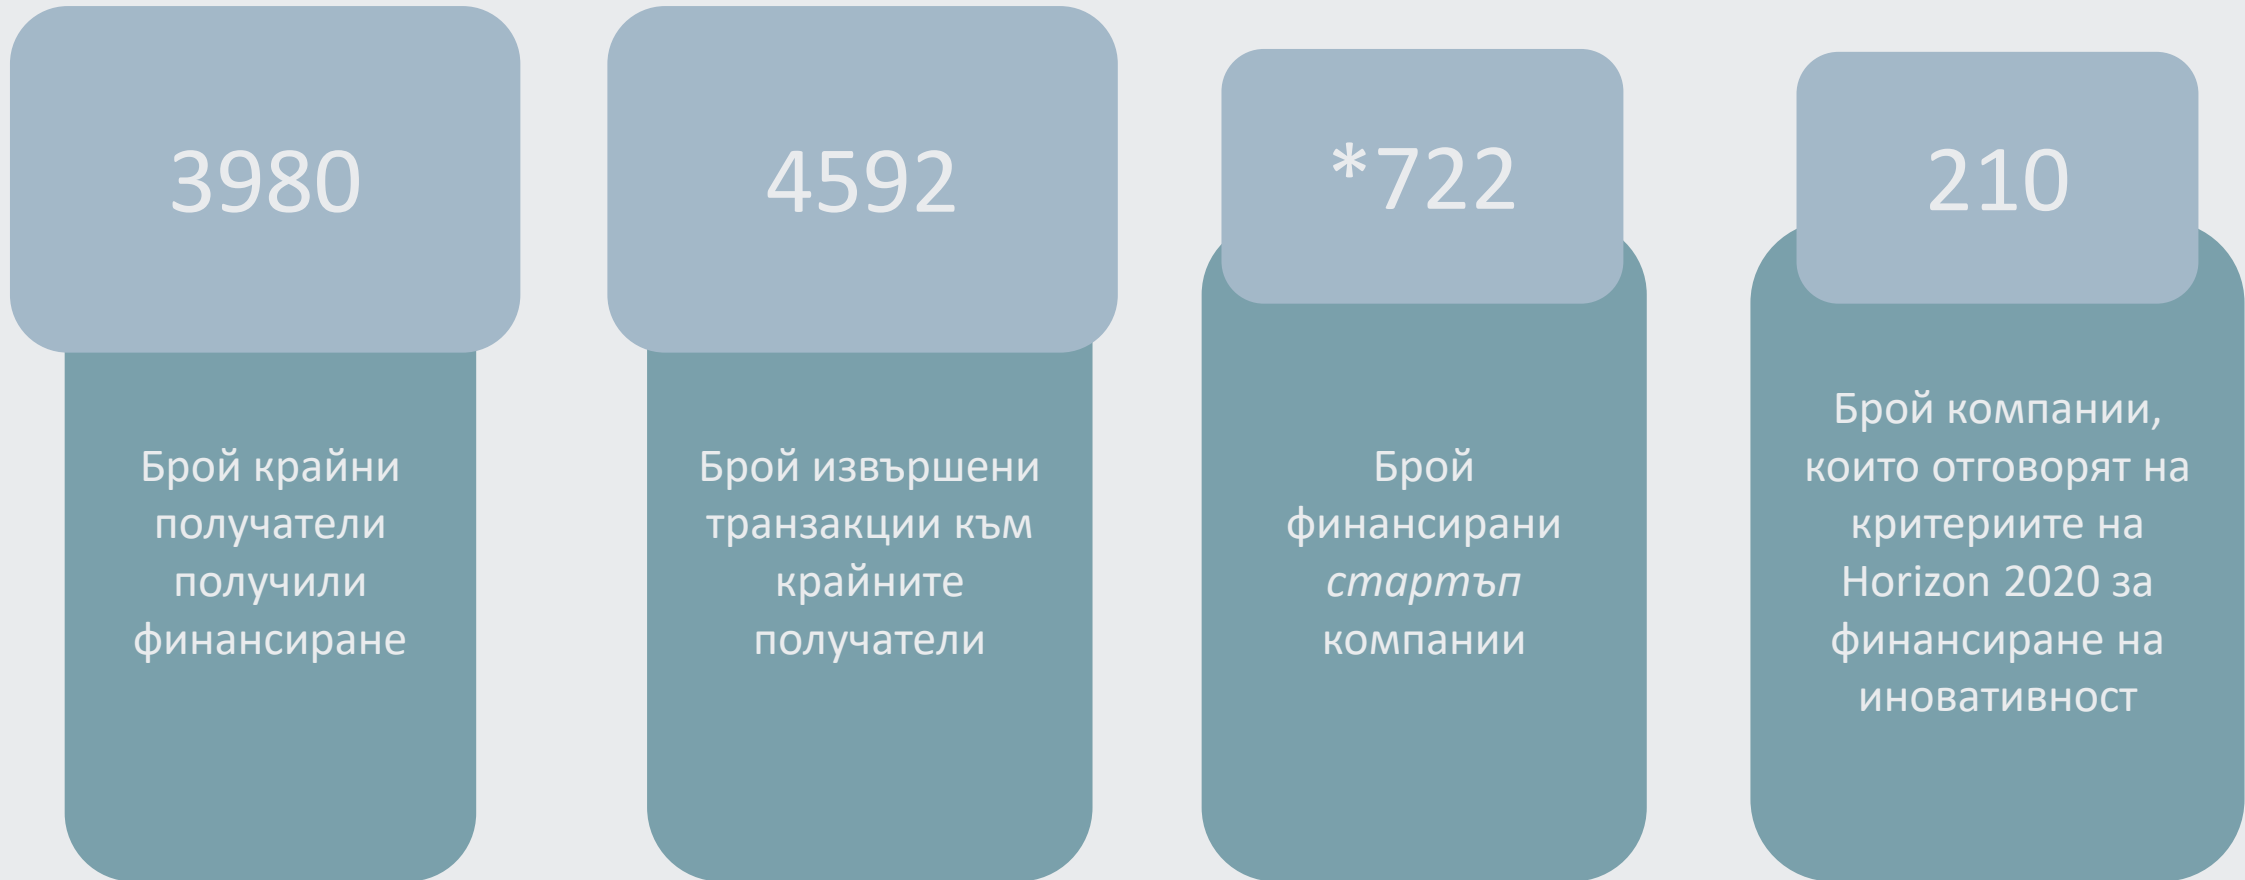 3980
Брой крайни
получатели
получили
финансиране
4592
Брой извършени
транзакции към
крайните
получатели
*722
Брой
финансирани
стартъп
компании
210
Брой компании,
които отговорят на
критериите на
Horizon 2020 за
финансиране на
иновативност